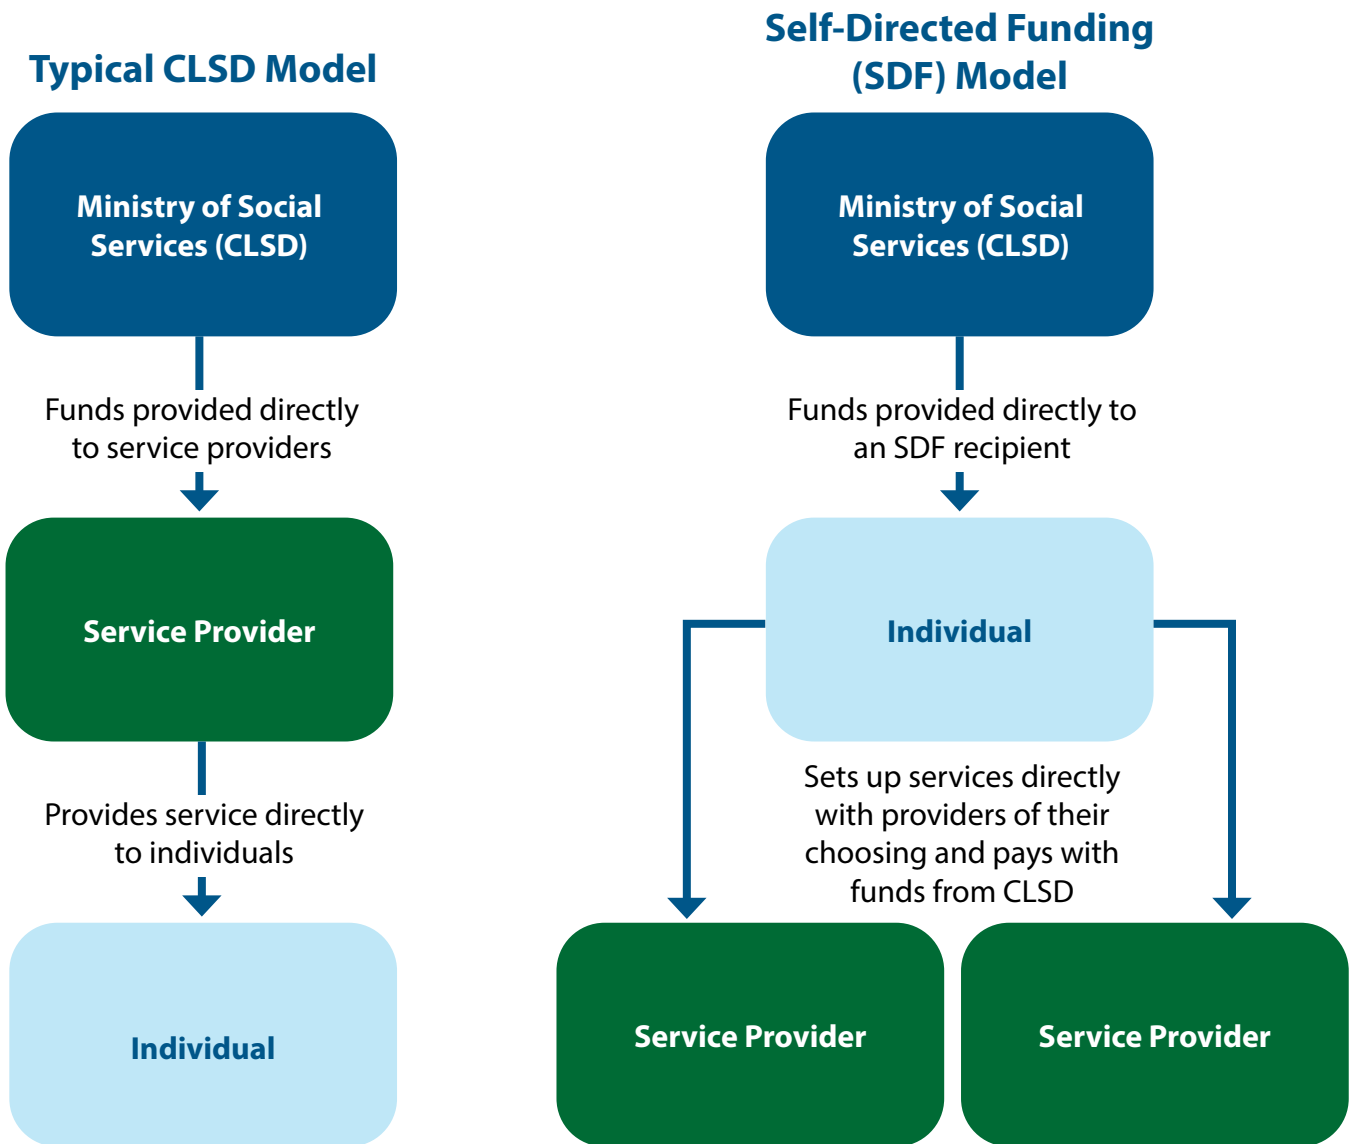 Typical CLSD Model
Ministry of Social
Services (CLSD)
Funds provided directly
to service providers
Service Provider
Provides service directly
to individuals
Individual
Self-Directed Funding
(SDF) Model
Ministry of Social
Services (CLSD)
Funds provided directly to
an SDF recipient
Individual
Sets up services directly
with providers of their
choosing and pays with
funds from CLSD
Service Provider
Service Provider